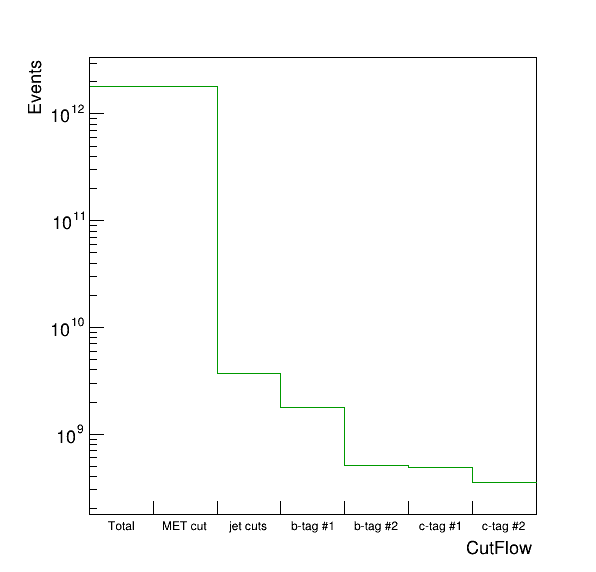 Events
10¹²
10¹¹
10¹⁰
10⁹
Total MET cut jet cuts b-tag #1 b-tag #2 c-tag #1 c-tag #2
CutFlow